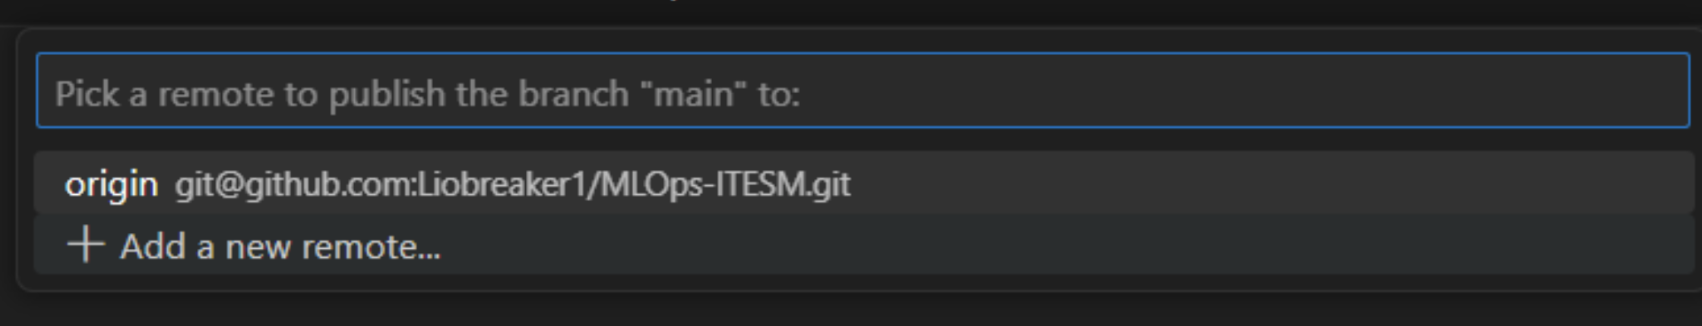 Pick a remote to publish the branch "main" to:
origin git@github.com:Liobreaker1/MLOps-ITESM.git
+ Add a new remote...